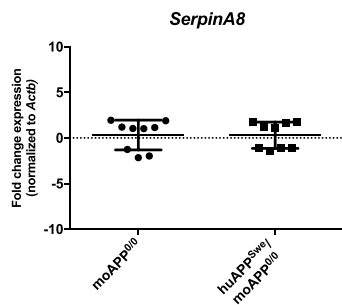 SerpinA8
Fold change expression
(normalized to Actb)
10
5
0
-5
-10
moAPP0/0
huAPPSwe/
moAPP0/0